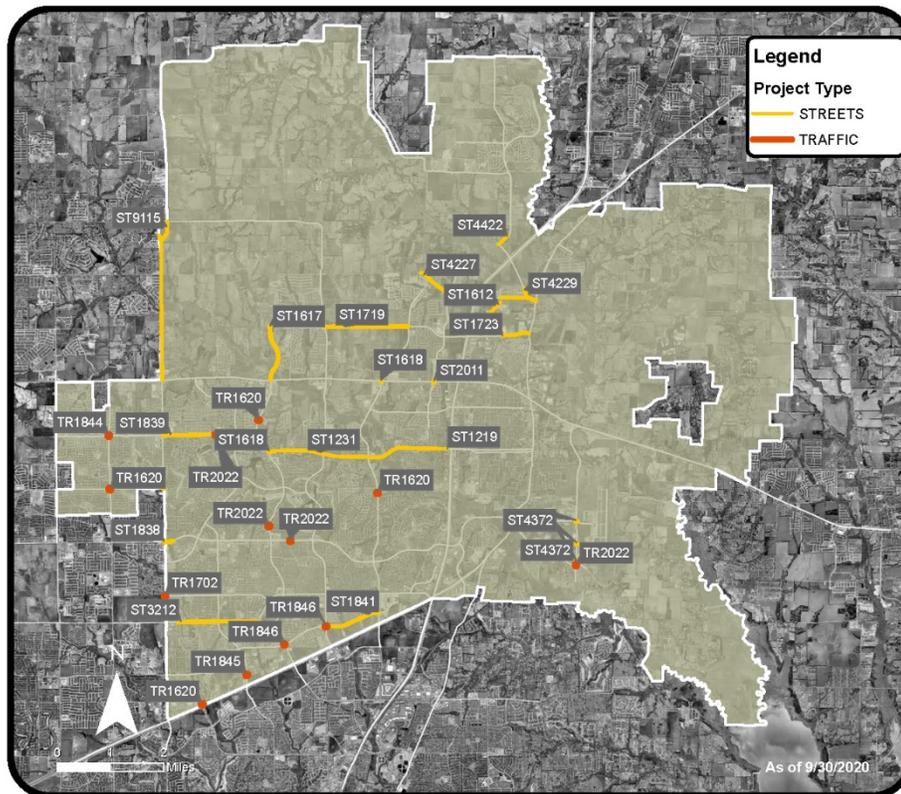 Legend
Project Type
STREETS
TRAFFIC
ST9115
ST4422
ST4227
ST4229
ST1612
ST1617
ST1719
ST1723
ST1618
ST2011
TR1620
TR1844
ST1839
ST1618
ST1231
ST1219
TR2022
TR1620
TR1620
TR2022
TR2022
ST4372
ST1838
ST4372
TR2022
TR1702
ST3212
TR1846
ST1841
TR1846
TR1845
TR1620
N
0 1 2
Miles
As of 9/30/2020